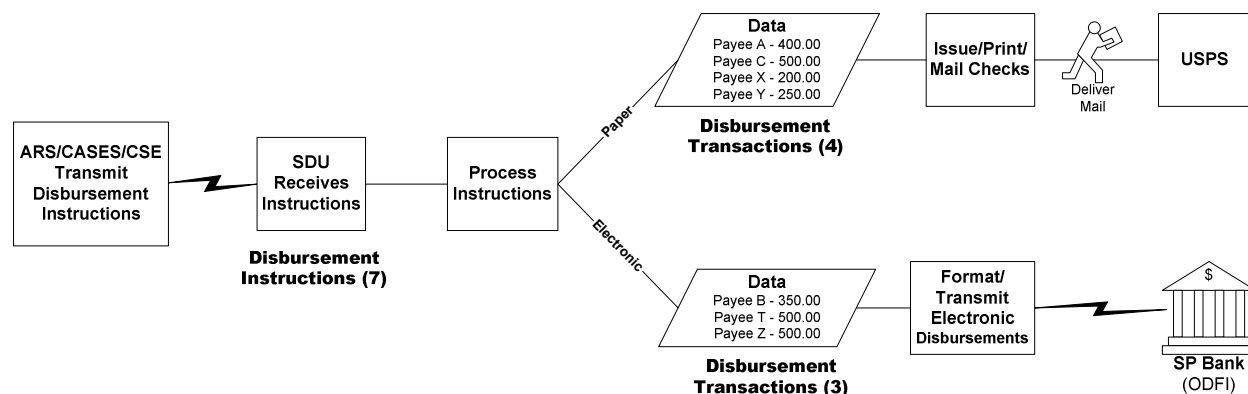 ARS/CASES/CSE
Transmit
Disbursement
Instructions
SDU
Receives
Instructions
Disbursement
Instructions (7)
Process
Instructions
Paper
Data
Payee A - 400.00
Payee C - 500.00
Payee X - 200.00
Payee Y - 250.00
Disbursement
Transactions (4)
Issue/Print/
Mail Checks
Deliver
Mail
USPS
Electronic
Data
Payee B - 350.00
Payee T - 500.00
Payee Z - 500.00
Disbursement
Transactions (3)
Format/
Transmit
Electronic
Disbursements
$
SP Bank
(ODFI)